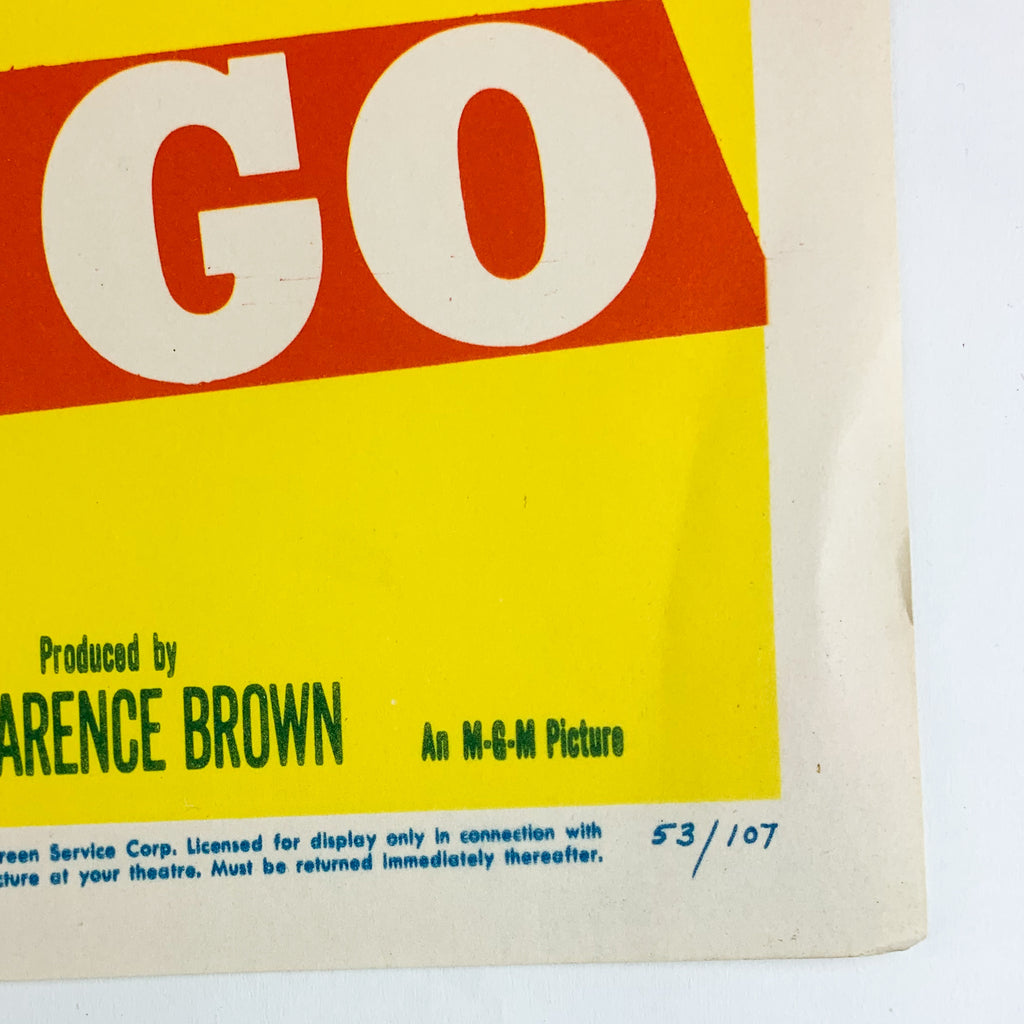 GO
Produced by
ARENCE BROWN
An M-G-M Picture
reen Service Corp. Licensed for display only in connection with
cture at your theatre. Must be returned immediately thereafter.
53/107